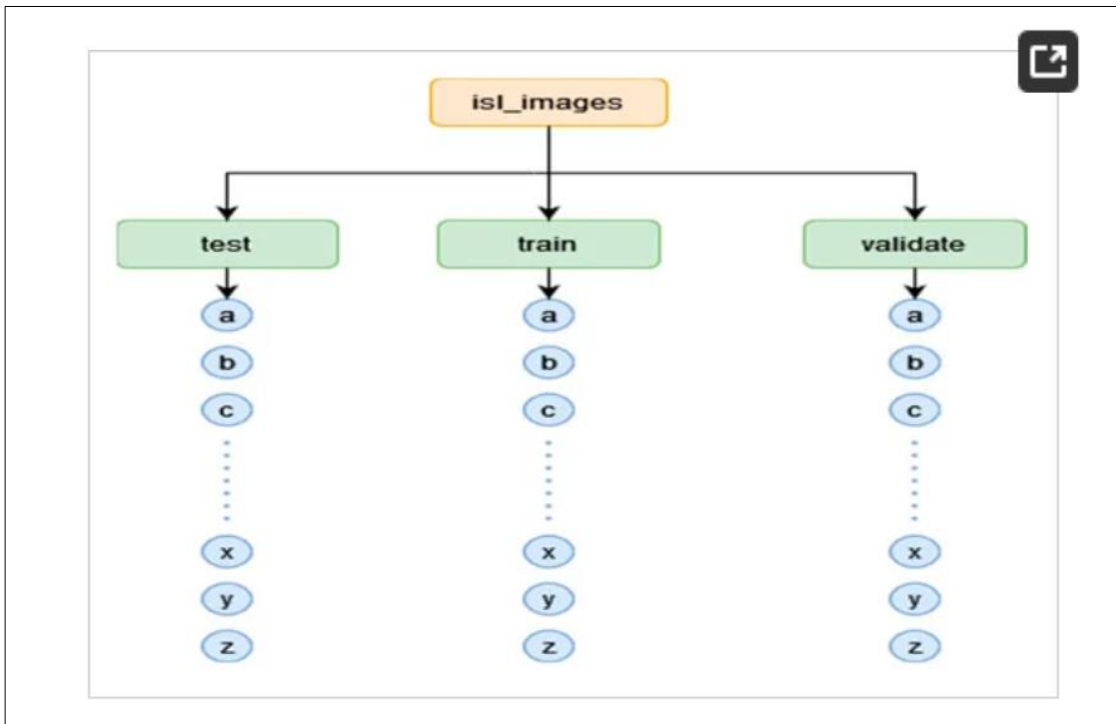 isl_images
test train validate
a a a
b b b
c c c
x x x
y y y
z z z